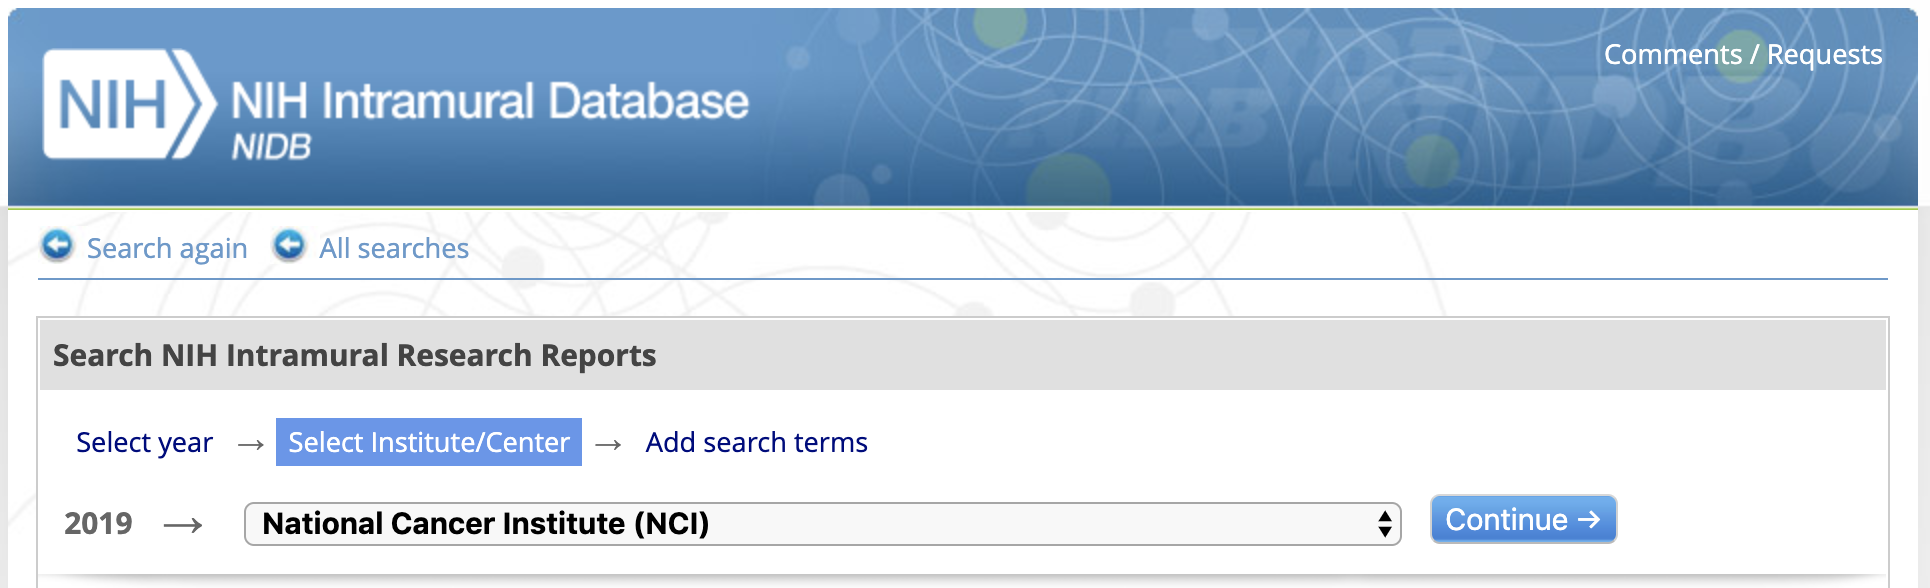 Comments / Requests
NIH
NIH Intramural Database
NIDB
Search again
All searches
Search NIH Intramural Research Reports
Select year → Select Institute/Center → Add search terms
2019 → National Cancer Institute (NCI) Continue →